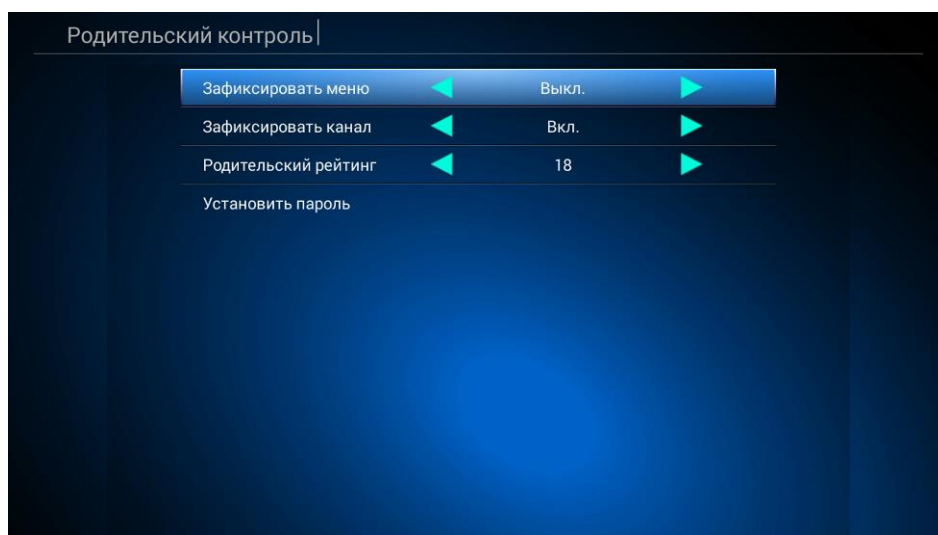 Родительский контроль
Зафиксировать меню Выкл.
Зафиксировать канал Вкл.
Родительский рейтинг 18
Установить пароль